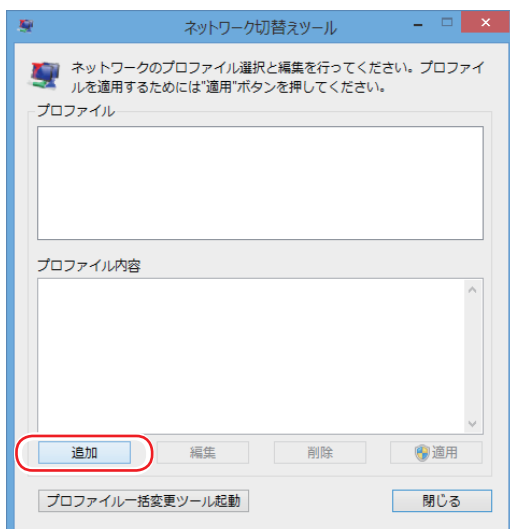 ネットワーク切替えツール
ネットワークのプロファイル選択と編集を行ってください。プロファイ
ルを適用するためには"適用"ボタンを押してください。
プロファイル
プロファイル内容
追加
編集
削除
適用
プロファイル一括変更ツール起動
閉じる